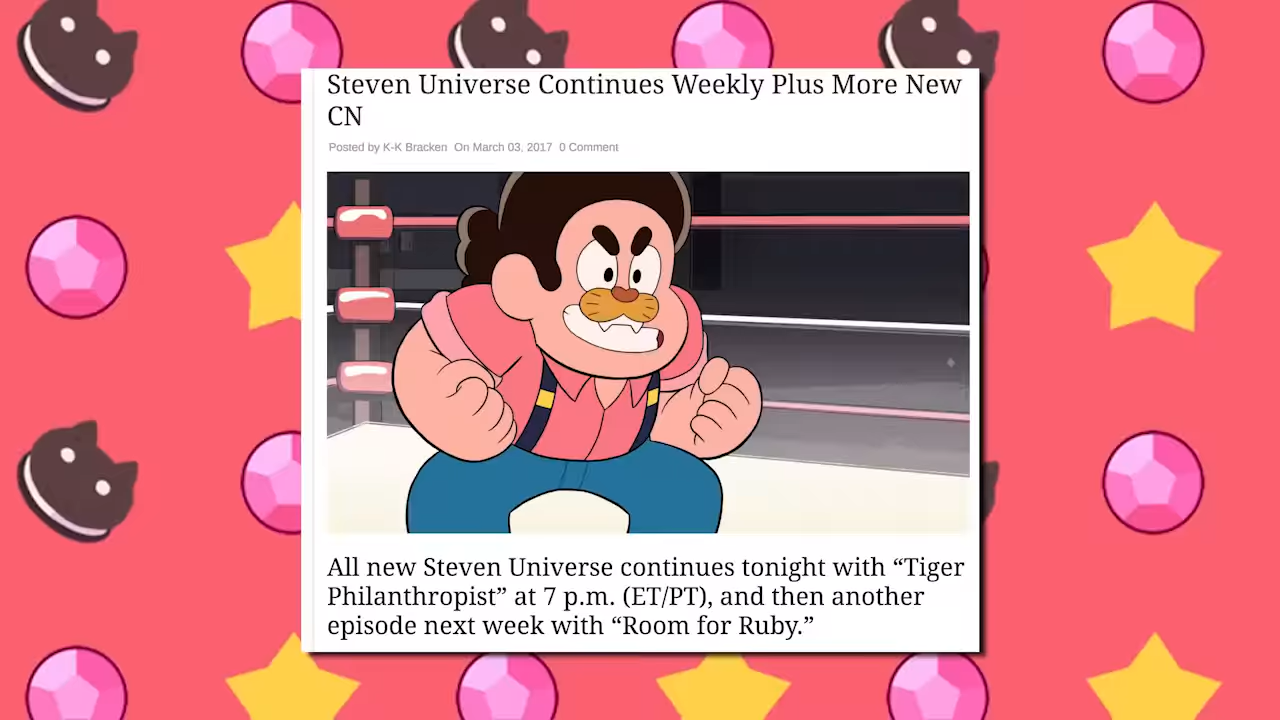 Steven Universe Continues Weekly Plus More New
CN
Posted by K-K Bracken On March 03, 2017 0 Comment
All new Steven Universe continues tonight with “Tiger
Philanthropist” at 7 p.m. (ET/PT), and then another
episode next week with “Room for Ruby.”